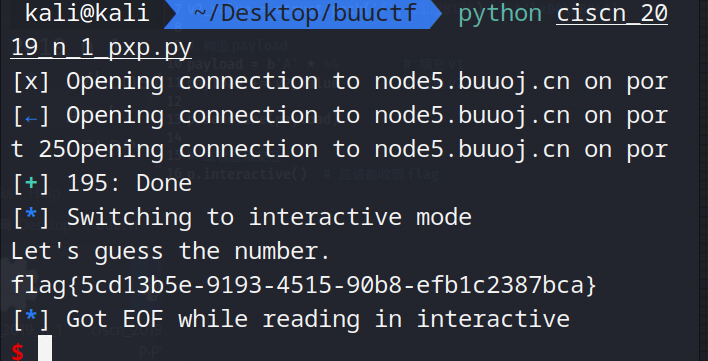 kali@kali ~/Desktop/buuctf python ciscn_20
19_n_1_pxp.py
[x] Opening connection to node5.buuoj.cn on por
[←] Opening connection to node5.buuoj.cn on por
t 25Opening connection to node5.buuoj.cn on por
[+] 195: Done
[*] Switching to interactive mode
Let's guess the number.
flag{5cd13b5e-9193-4515-90b8-efb1c2387bca}
[*] Got EOF while reading in interactive
$